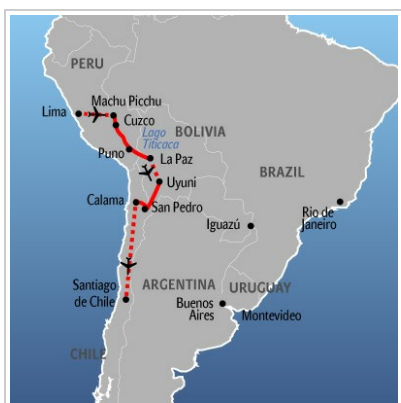 PERU
Machu Picchu
Lima
Cuzco
Lago
Titicaca
BOLIVIA
Puno
La Paz
BRAZIL
Uyuni
Calama
San Pedro
Rio de
Janeiro
Iguazú
Santiago
de Chile
ARGENTINA
URUGUAY
Buenos
Aires
Montevideo
CHILE